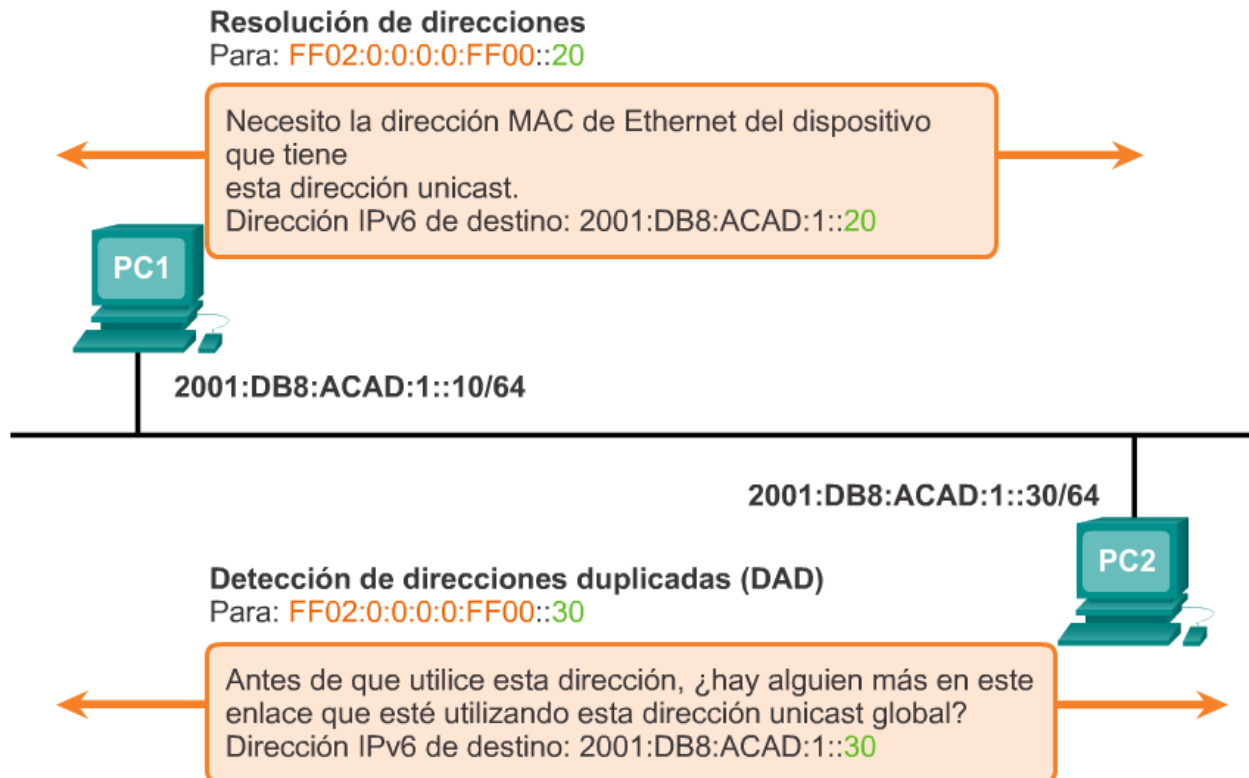 Resolución de direcciones
Para: FF02:0:0:0:0:FF00::20
Necesito la dirección MAC de Ethernet del dispositivo
que tiene
esta dirección unicast.
Dirección IPv6 de destino: 2001:DB8:ACAD:1::20
PC1
2001:DB8:ACAD:1::10/64
2001:DB8:ACAD:1::30/64
PC2
Detección de direcciones duplicadas (DAD)
Para: FF02:0:0:0:0:FF00::30
Antes de que utilice esta dirección, ¿hay alguien más en este
enlace que esté utilizando esta dirección unicast global?
Dirección IPv6 de destino: 2001:DB8:ACAD:1::30